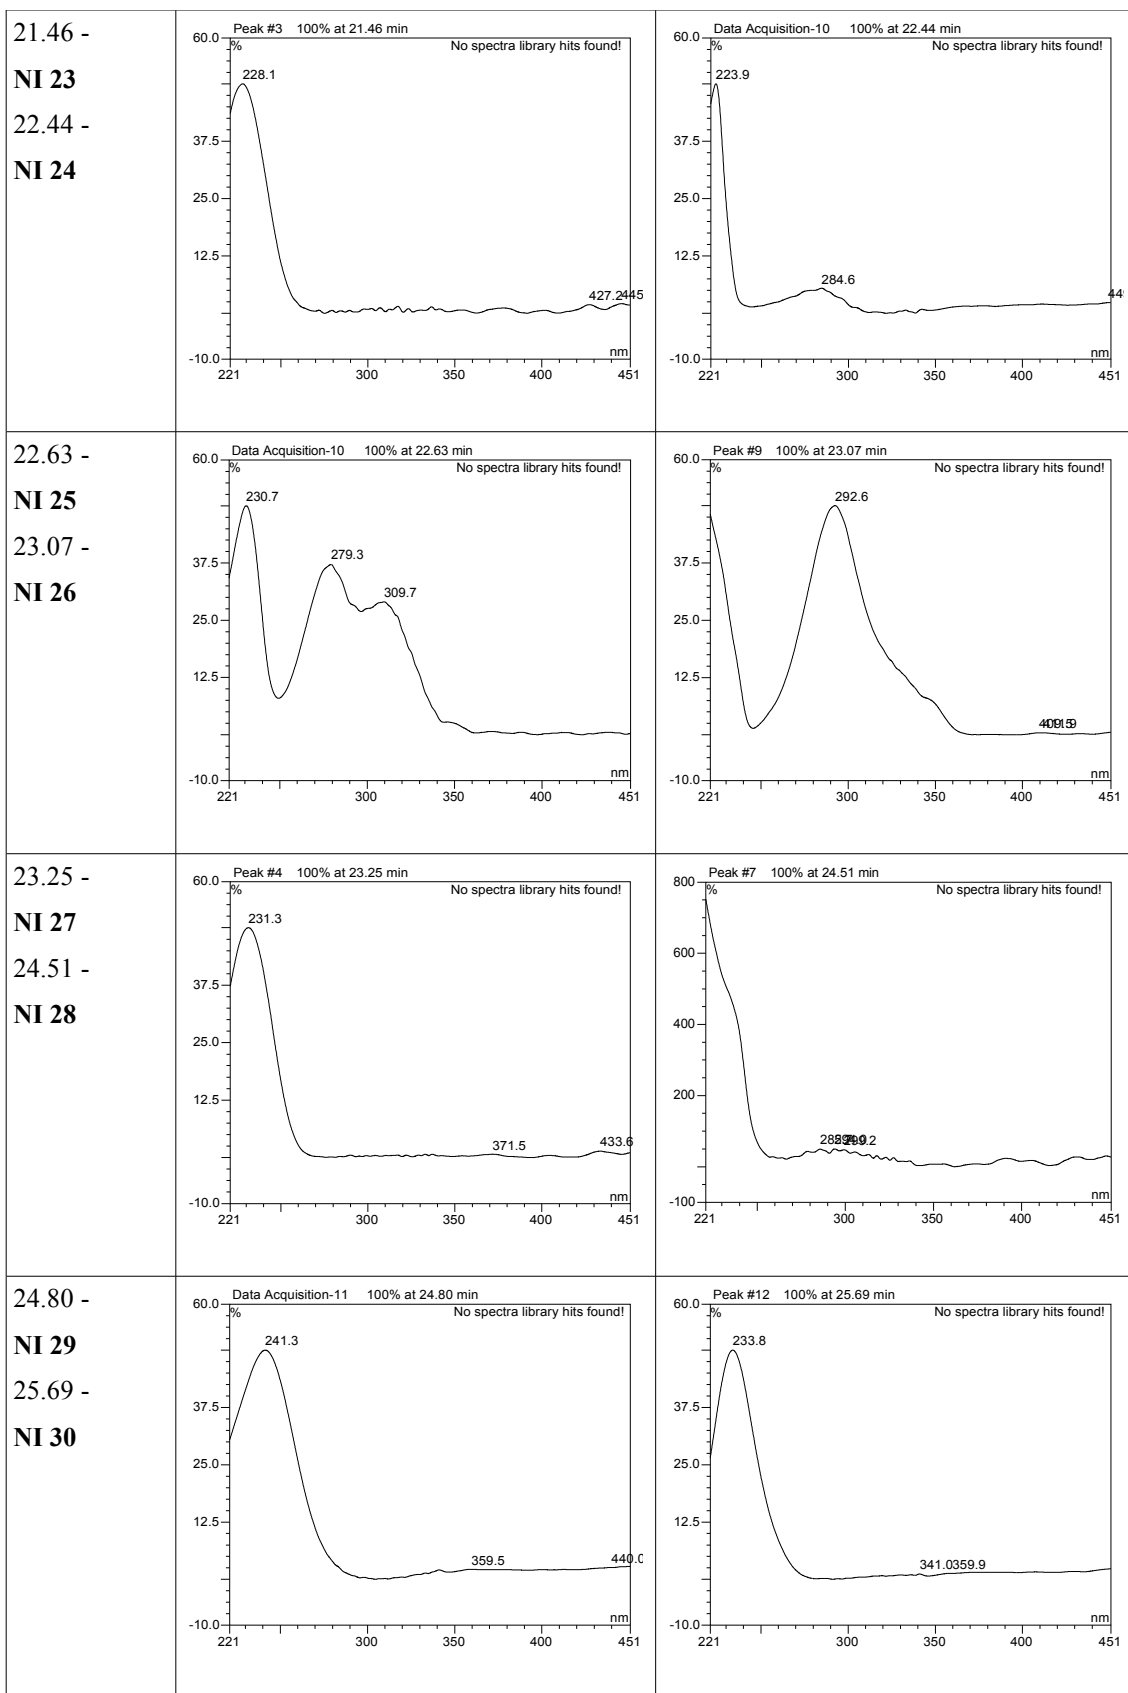 21.46 -
NI 23
22.44 -
NI 24
Peak #3 100% at 21.46 min
60.0
%
No spectra library hits found!
228.1
37.5
25.0
12.5
427.2
445
-10.0
nm
221 300 350 400 451
Data Acquisition-10 100% at 22.44 min
60.0
%
No spectra library hits found!
223.9
37.5
25.0
12.5
284.6
-10.0
nm
221 300 350 400 451
22.63 -
NI 25
23.07 -
NI 26
Data Acquisition-10 100% at 22.63 min
60.0
%
No spectra library hits found!
230.7
279.3
37.5
309.7
25.0
12.5
-10.0
nm
221 300 350 400 451
Peak #9 100% at 23.07 min
60.0
%
No spectra library hits found!
292.6
37.5
25.0
12.5
-10.0
nm
221 300 350 400 451
23.25 -
NI 27
24.51 -
NI 28
Peak #4 100% at 23.25 min
60.0
%
No spectra library hits found!
231.3
37.5
25.0
12.5
371.5
433.6
-10.0
nm
221 300 350 400 451
Peak #7 100% at 24.51 min
800
%
No spectra library hits found!
600
400
200
-100
nm
221 300 350 400 451
24.80 -
NI 29
25.69 -
NI 30
Data Acquisition-11 100% at 24.80 min
60.0
%
No spectra library hits found!
241.3
37.5
25.0
12.5
359.5
440.0
-10.0
nm
221 300 350 400 451
Peak #12 100% at 25.69 min
60.0
%
No spectra library hits found!
233.8
37.5
25.0
12.5
341.0
359.9
-10.0
nm
221 300 350 400 451